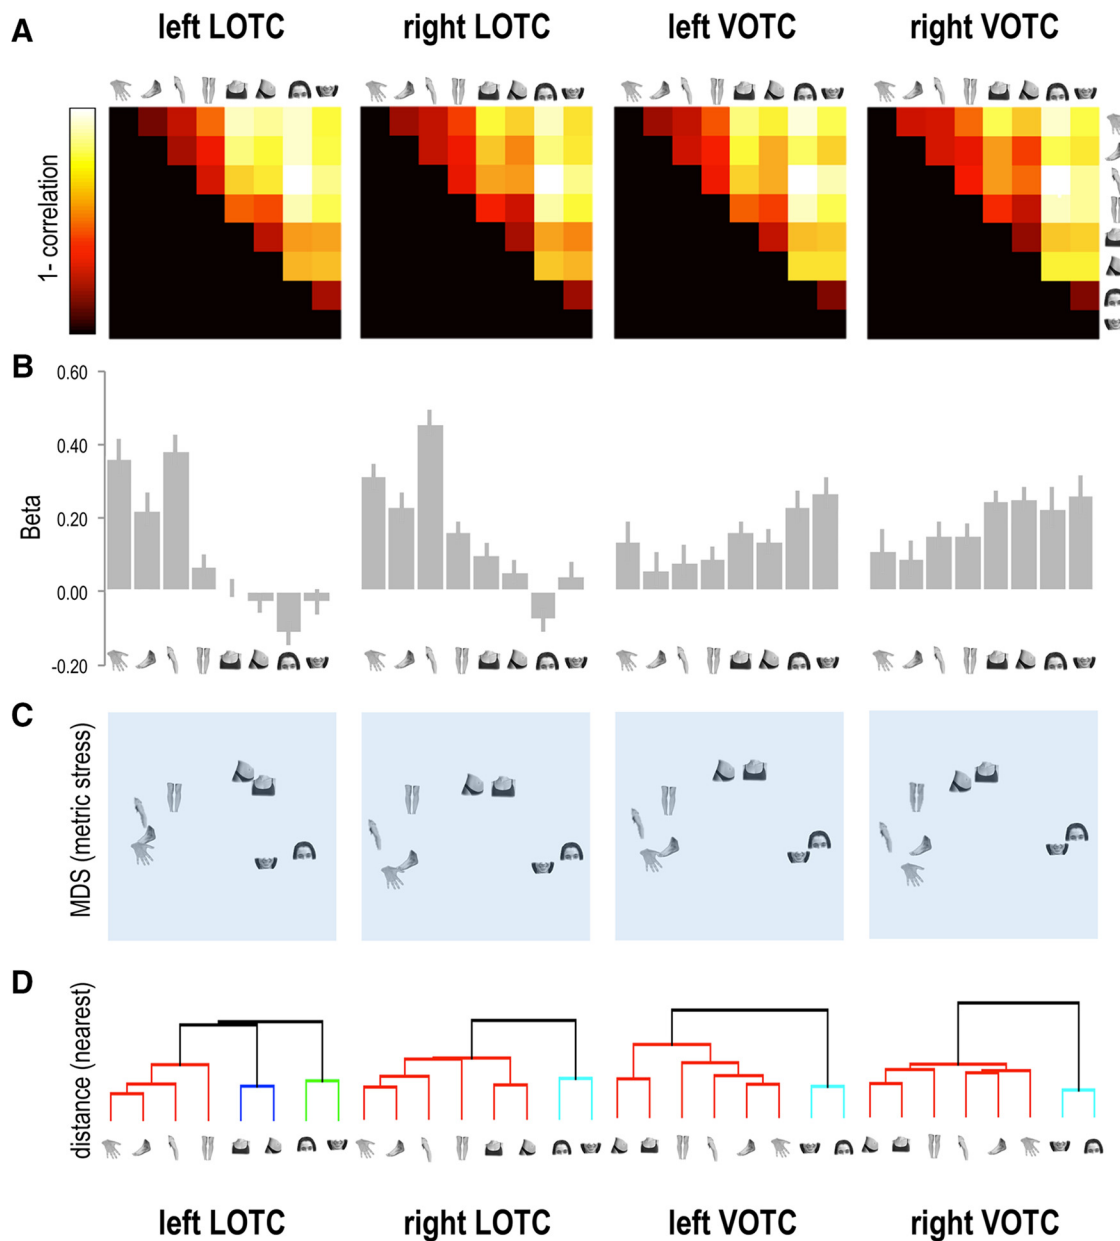 A
left LOTC
right LOTC
left VOTC
right VOTC
1- correlation
B
0.60
0.40
0.20
0.00
-0.20
Beta
C
MDS (metric stress)
D
distance (nearest)
left LOTC
right LOTC
left VOTC
right VOTC